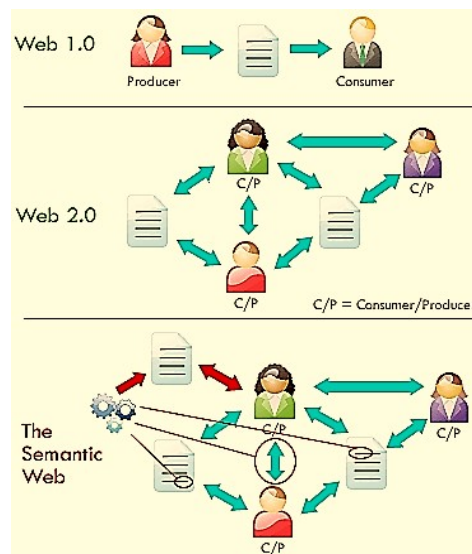 Web 1.0
Producer
Consumer
C/P
C/P
Web 2.0
C/P
C/P = Consumer/Produce
C/P
C/P
The
Semantic
Web
C/P